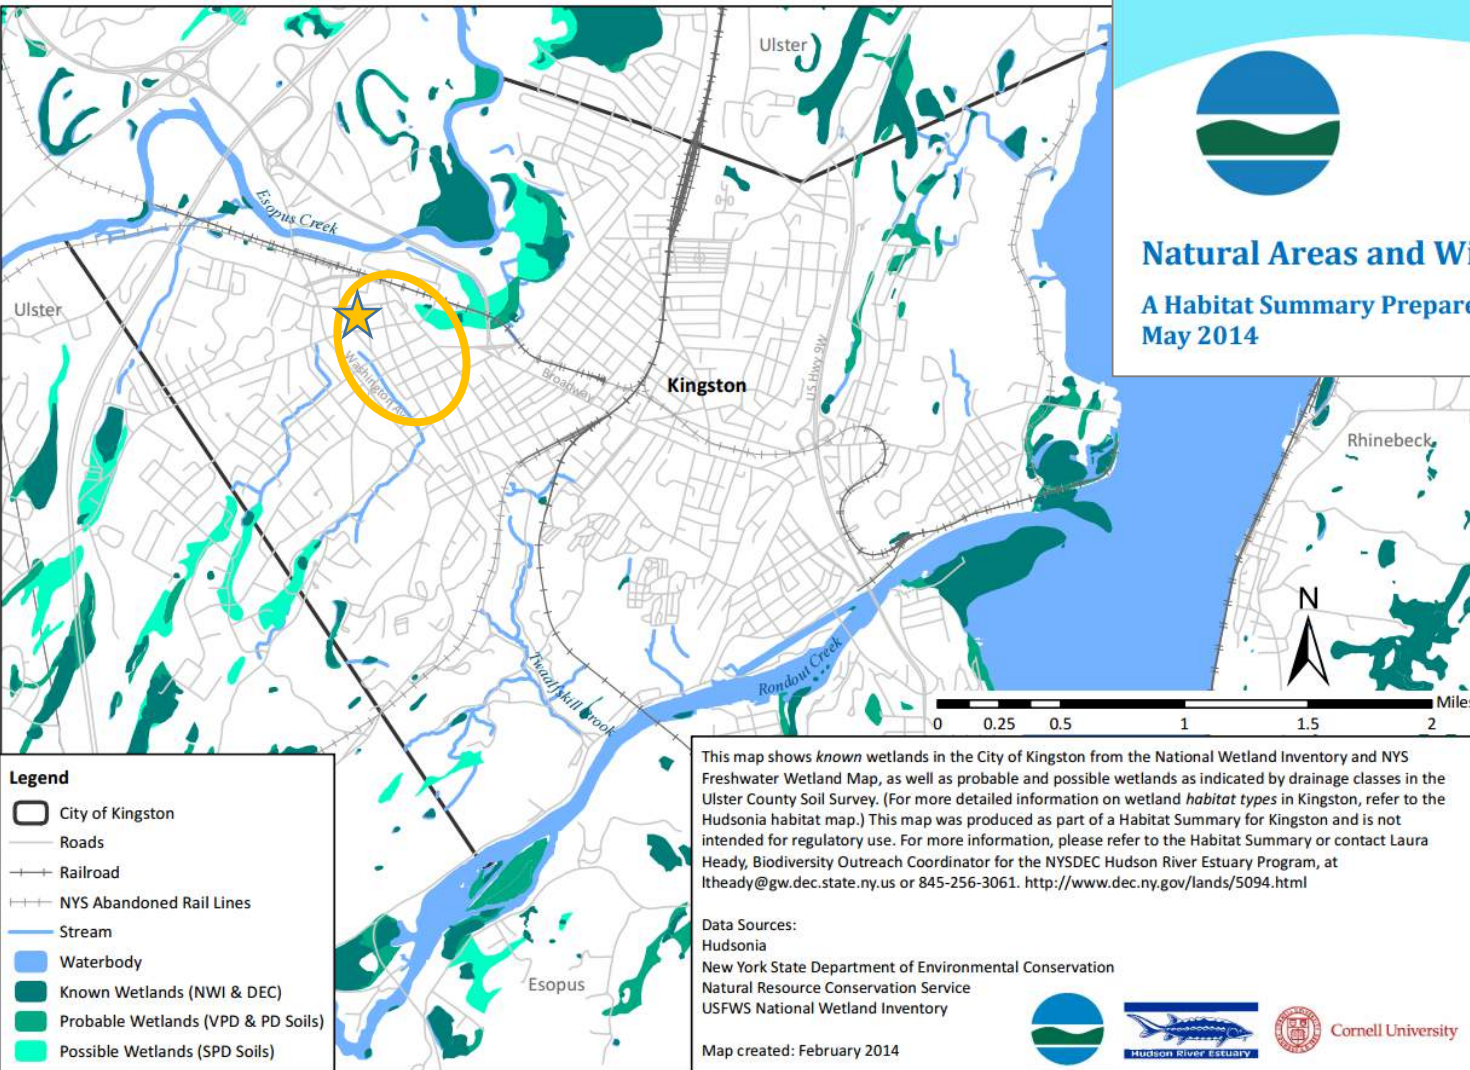 Ulster
Esopus Creek
Ulster
Washington Av
Broadway
Kingston
US Hwy 9W
Rhinebeck
Twaalfskill Brook
Rondout Creek
Esopus
N
0 0.25 0.5 1 1.5 2 Miles
Natural Areas and Wi
A Habitat Summary Prepare
May 2014
Legend
City of Kingston
Roads
Railroad
NYS Abandoned Rail Lines
Stream
Waterbody
Known Wetlands (NWI & DEC)
Probable Wetlands (VPD & PD Soils)
Possible Wetlands (SPD Soils)
This map shows known wetlands in the City of Kingston from the National Wetland Inventory and NYS
Freshwater Wetland Map, as well as probable and possible wetlands as indicated by drainage classes in the
Ulster County Soil Survey. (For more detailed information on wetland habitat types in Kingston, refer to the
Hudsonia habitat map.) This map was produced as part of a Habitat Summary for Kingston and is not
intended for regulatory use. For more information, please refer to the Habitat Summary or contact Laura
Heady, Biodiversity Outreach Coordinator for the NYSDEC Hudson River Estuary Program, at
ltheady@gw.dec.state.ny.us or 845-256-3061. http://www.dec.ny.gov/lands/5094.html
Data Sources:
Hudsonia
New York State Department of Environmental Conservation
Natural Resource Conservation Service
USFWS National Wetland Inventory
Map created: February 2014
Hudson River Estuary
Cornell University